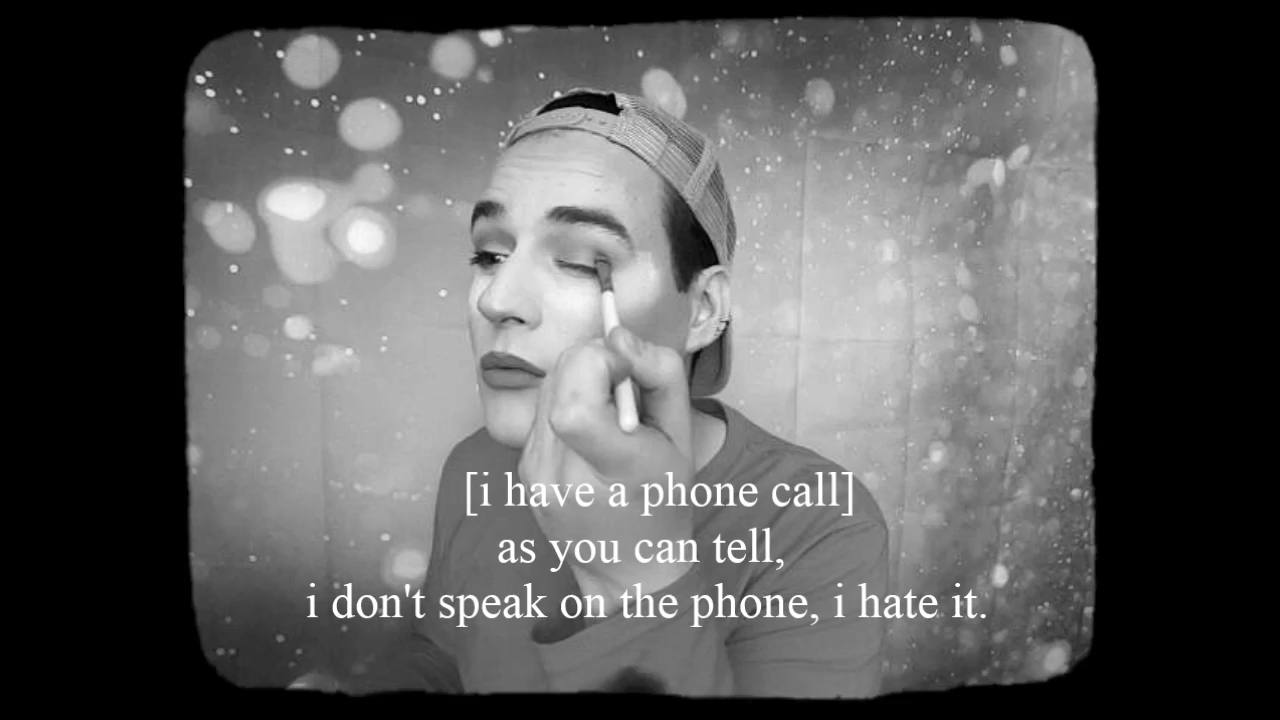 [i have a phone call]
as you can tell,
i don't speak on the phone, i hate it.